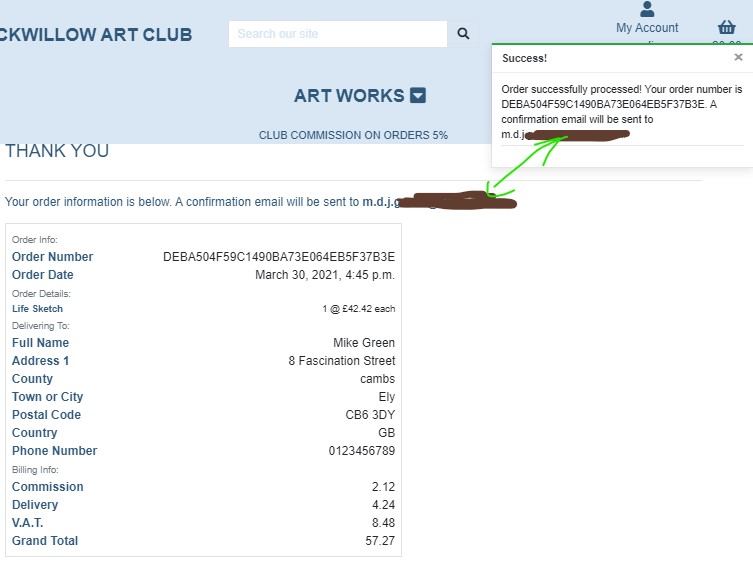 CKWILLOW ART CLUB
Search our site
My Account
ART WORKS
CLUB COMMISSION ON ORDERS 5%
Success! ×
Order successfully processed! Your order number is
DEBA504F59C1490BA73E064EB5F37B3E. A
confirmation email will be sent to
m.d.j.
THANK YOU
Your order information is below. A confirmation email will be sent to m.d.j.g
Order Info:
Order Number DEBA504F59C1490BA73E064EB5F37B3E
Order Date March 30, 2021, 4:45 p.m.
Order Details:
Life Sketch 1 @ £42.42 each
Delivering To:
Full Name Mike Green
Address 1 8 Fascination Street
County cambs
Town or City Ely
Postal Code CB6 3DY
Country GB
Phone Number 0123456789
Billing Info:
Commission 2.12
Delivery 4.24
V.A.T. 8.48
Grand Total 57.27